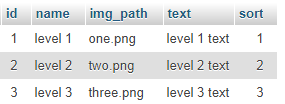 id name img_path text sort
1 level 1 one.png level 1 text 1
2 level 2 two.png level 2 text 2
3 level 3 three.png level 3 text 3